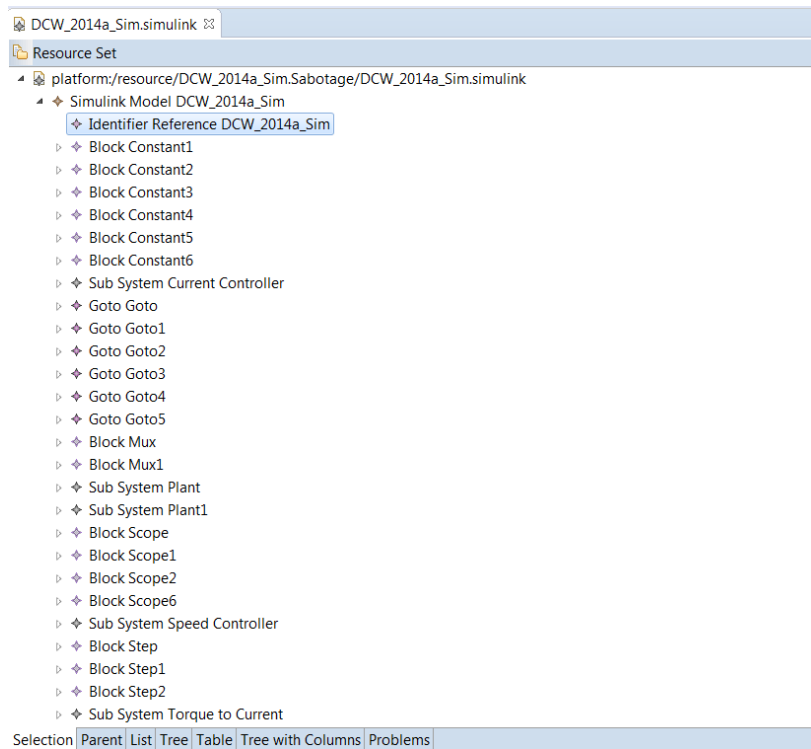 DCW_2014a_Sim.simulink
Resource Set
platform:/resource/DCW_2014a_Sim.Sabotage/DCW_2014a_Sim.simulink
Simulink Model DCW_2014a_Sim
Identifier Reference DCW_2014a_Sim
Block Constant1
Block Constant2
Block Constant3
Block Constant4
Block Constant5
Block Constant6
Sub System Current Controller
Goto Goto
Goto Goto1
Goto Goto2
Goto Goto3
Goto Goto4
Goto Goto5
Block Mux
Block Mux1
Sub System Plant
Sub System Plant1
Block Scope
Block Scope1
Block Scope2
Block Scope6
Sub System Speed Controller
Block Step
Block Step1
Block Step2
Sub System Torque to Current
Selection Parent List Tree Table Tree with Columns Problems